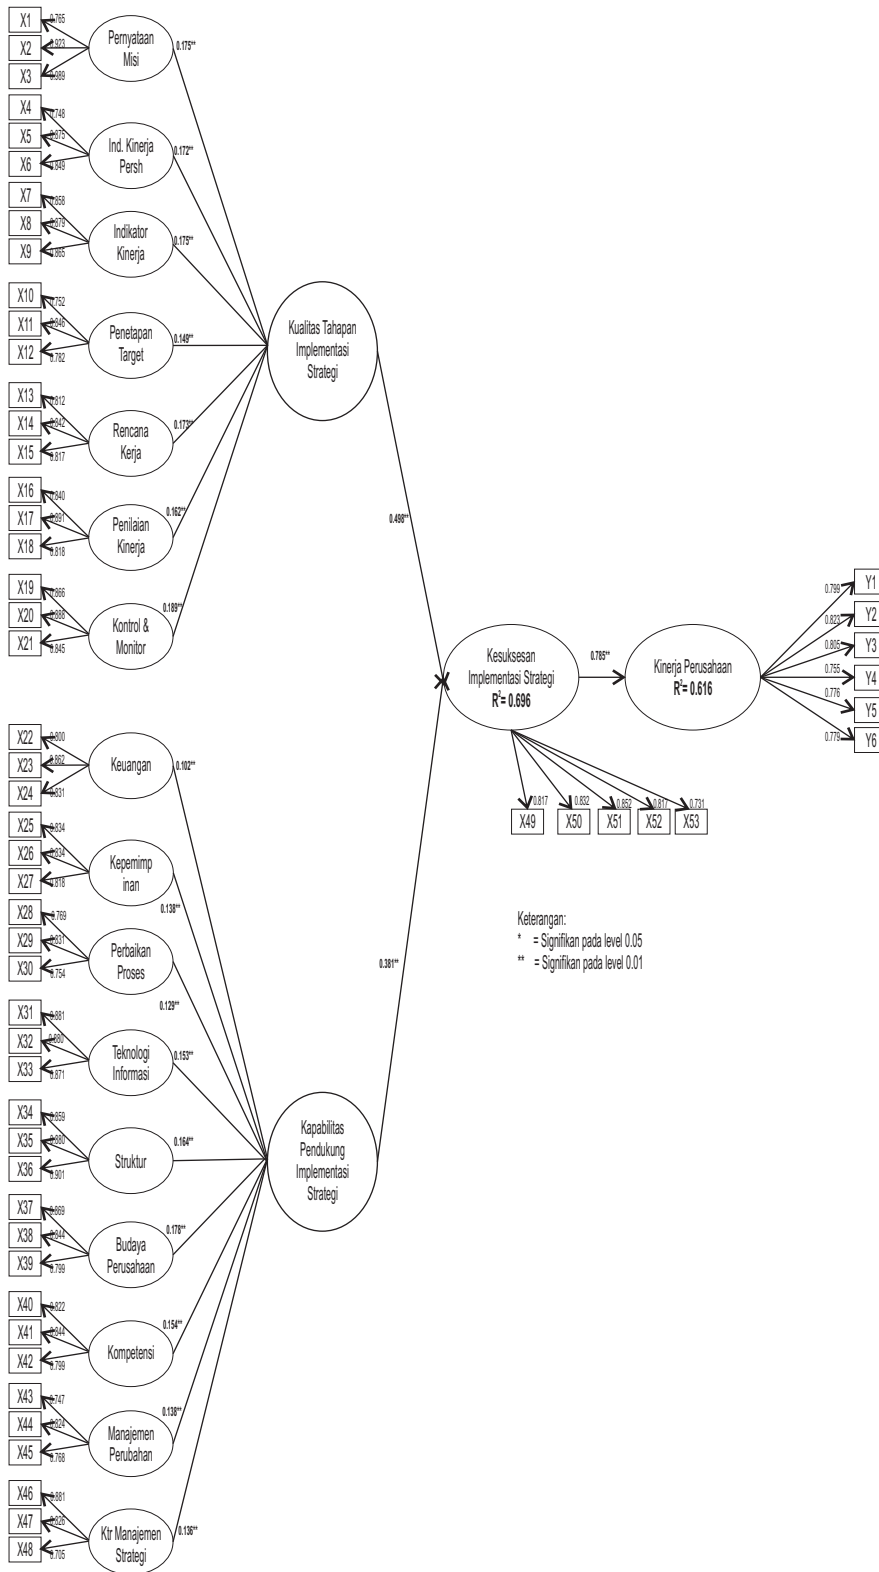 X1
0.765
X2
0.923
X3
0.989
Pernyataan
Misi
0.175**
X4
0.748
X5
0.875
X6
0.849
Ind. Kinerja
Persh
0.172**
X7
0.858
X8
0.879
X9
0.865
Indikator
Kinerja
0.175**
X10
0.752
X11
0.846
X12
0.782
Penetapan
Target
0.149**
X13
0.812
X14
0.842
X15
0.817
Rencana
Kerja
0.173**
X16
0.840
X17
0.891
X18
0.818
Penilaian
Kinerja
0.162**
X19
0.866
X20
0.888
X21
0.845
Kontrol &
Monitor
0.189**
Kualitas Tahapan
Implementasi
Strategi
0.498**
X22
0.800
X23
0.862
X24
0.831
Keuangan
0.102**
X25
0.834
X26
0.834
X27
0.818
Kepemimp
inan
0.138**
X28
0.769
X29
0.831
X30
0.754
Perbaikan
Proses
0.129**
X31
0.881
X32
0.880
X33
0.871
Teknologi
Informasi
0.153**
X34
0.859
X35
0.880
X36
0.901
Struktur
0.164**
X37
0.869
X38
0.844
X39
0.799
Budaya
Perusahaan
0.178**
X40
0.822
X41
0.844
X42
0.799
Kompetensi
0.154**
X43
0.747
X44
0.824
X45
0.768
Manajemen
Perubahan
0.138**
X46
0.881
X47
0.826
X48
0.705
Ktr Manajemen
Strategi
0.136**
Kapabilitas
Pendukung
Implementasi
Strategi
0.381**
Kesuksesan
Implementasi Strategi
R²= 0.696
0.785**
Kinerja Perusahaan
R²= 0.616
0.799
Y1
0.823
Y2
0.805
Y3
0.755
Y4
0.776
Y5
0.779
Y6
0.817
0.832
0.852
0.817
0.731
X49
X50
X51
X52
X53
Keterangan:
* = Signifikan pada level 0.05
** = Signifikan pada level 0.01